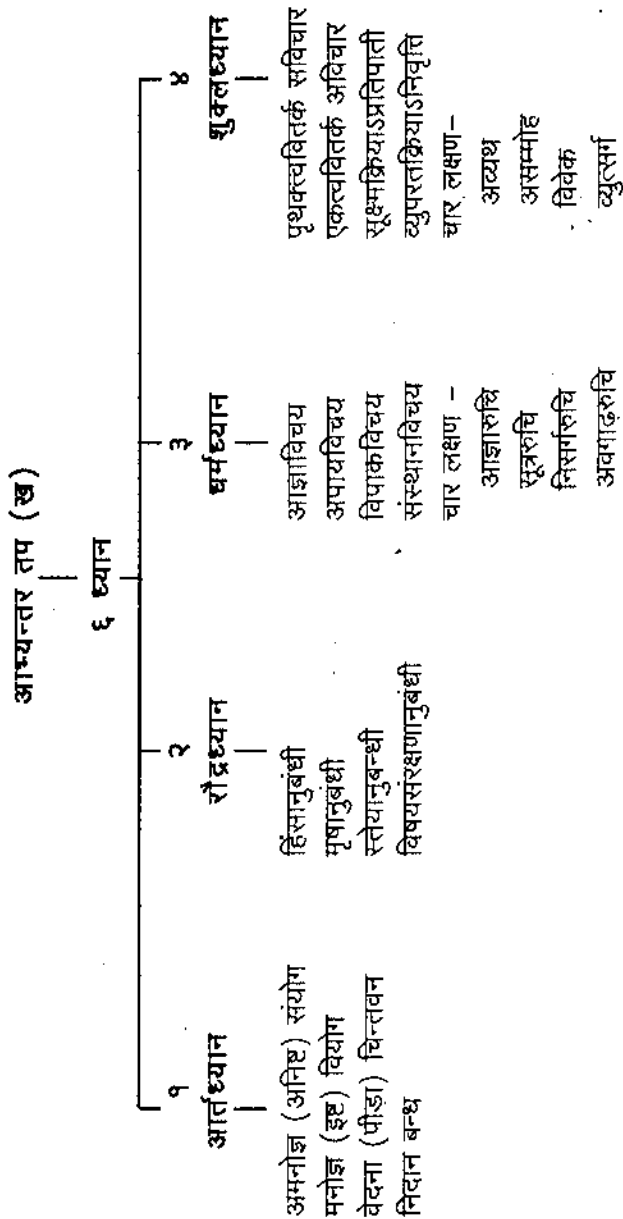 आभ्यन्तर तप (ख)
६ ध्यान
१
आर्तध्यान
अमनोज्ञ (अनिष्ट) संयोग
मनोज्ञ (इष्ट) वियोग
वेदना (पीड़ा) चिन्तवन
निदान बन्ध
२
रौद्रध्यान
हिंसानुबंधी
मृषानुबंधी
स्तेयानुबन्धी
विषयसंरक्षणानुबंधी
३
धर्मध्यान
आज्ञाविचय
अपायविचय
विपाकविचय
संस्थानविचय
चार लक्षण –
आज्ञारुचि
सूत्ररुचि
निसर्गरुचि
अवगाढ़रुचि
४
शुक्लध्यान
पृथक्त्ववितर्क सविचार
एकत्ववितर्क अविचार
सूक्ष्मक्रियाऽप्रतिपाती
व्युपरतक्रियाऽनिवृत्ति
चार लक्षण–
अव्यथ
असम्मोह
विवेक
व्युत्सर्ग